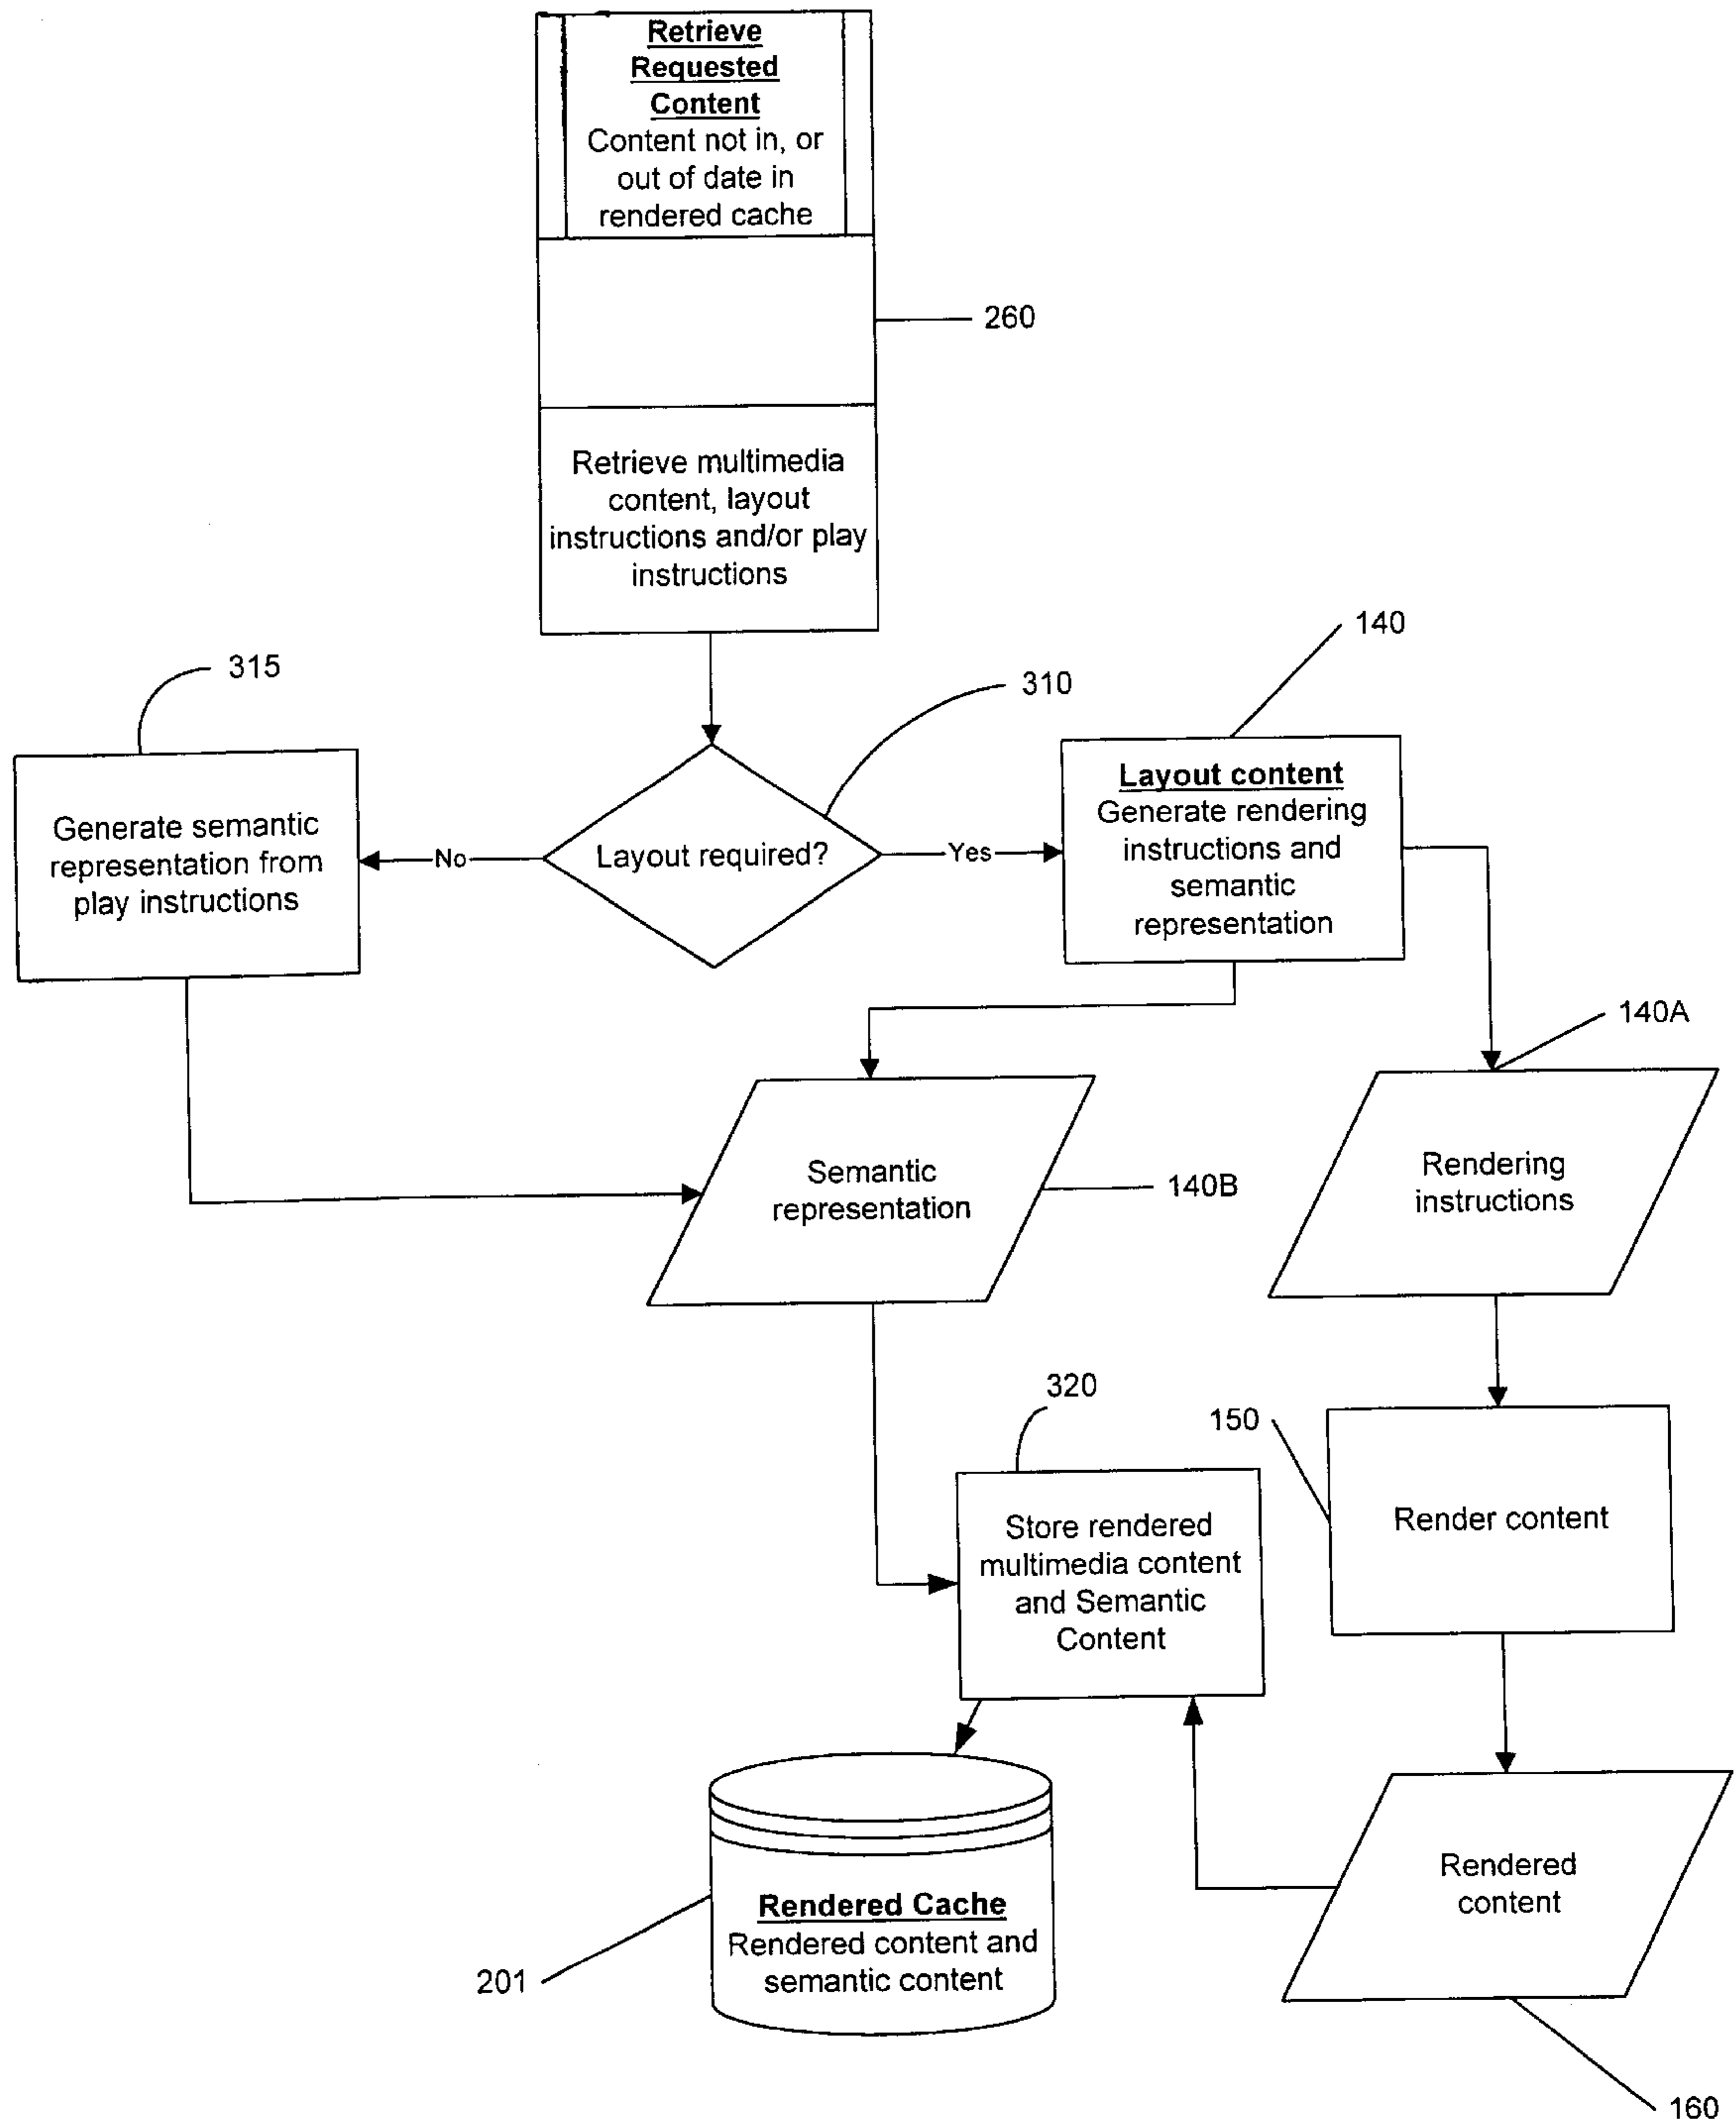 Retrieve
Requested
Content
Content not in, or
out of date in
rendered cache
260
Retrieve multimedia
content, layout
instructions and/or play
instructions
140
315
310
Layout content
Generate rendering
instructions and
semantic
representation
Generate semantic
representation from
play instructions
No
Layout required?
Yes
140A
Semantic
representation
140B
Rendering
instructions
320
150
Store rendered
multimedia content
and Semantic
Content
Render content
Rendered Cache
Rendered content and
semantic content
201
Rendered
content
160